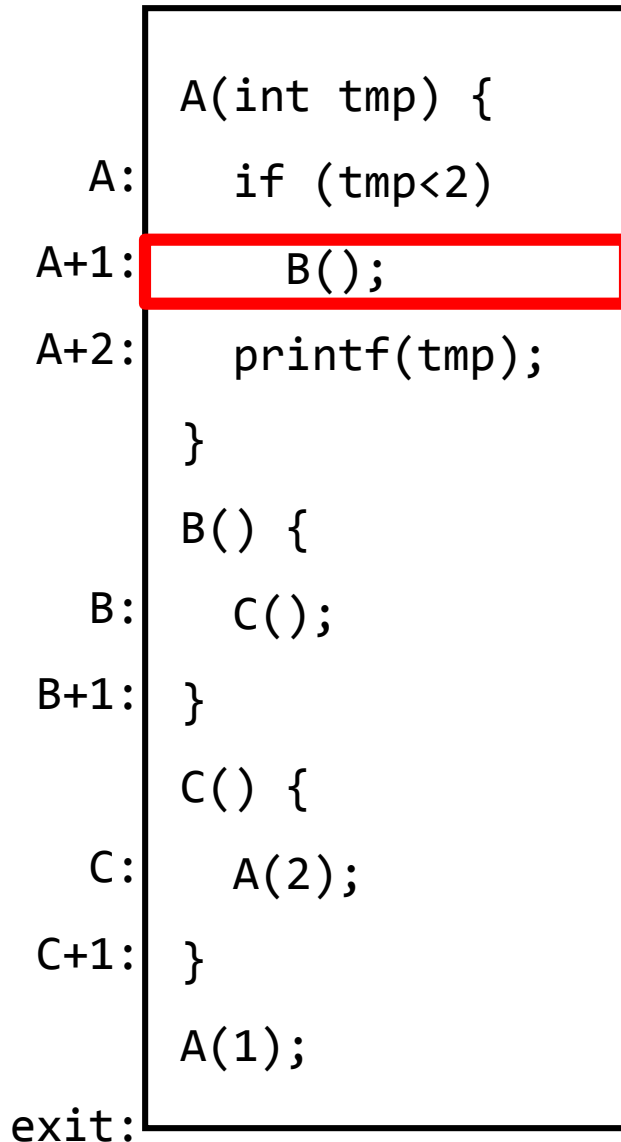 A(int tmp) {
A: if (tmp<2)
A+1: B();
A+2: printf(tmp);
}
B() {
B: C();
B+1: }
C() {
C: A(2);
C+1: }
A(1);
exit: